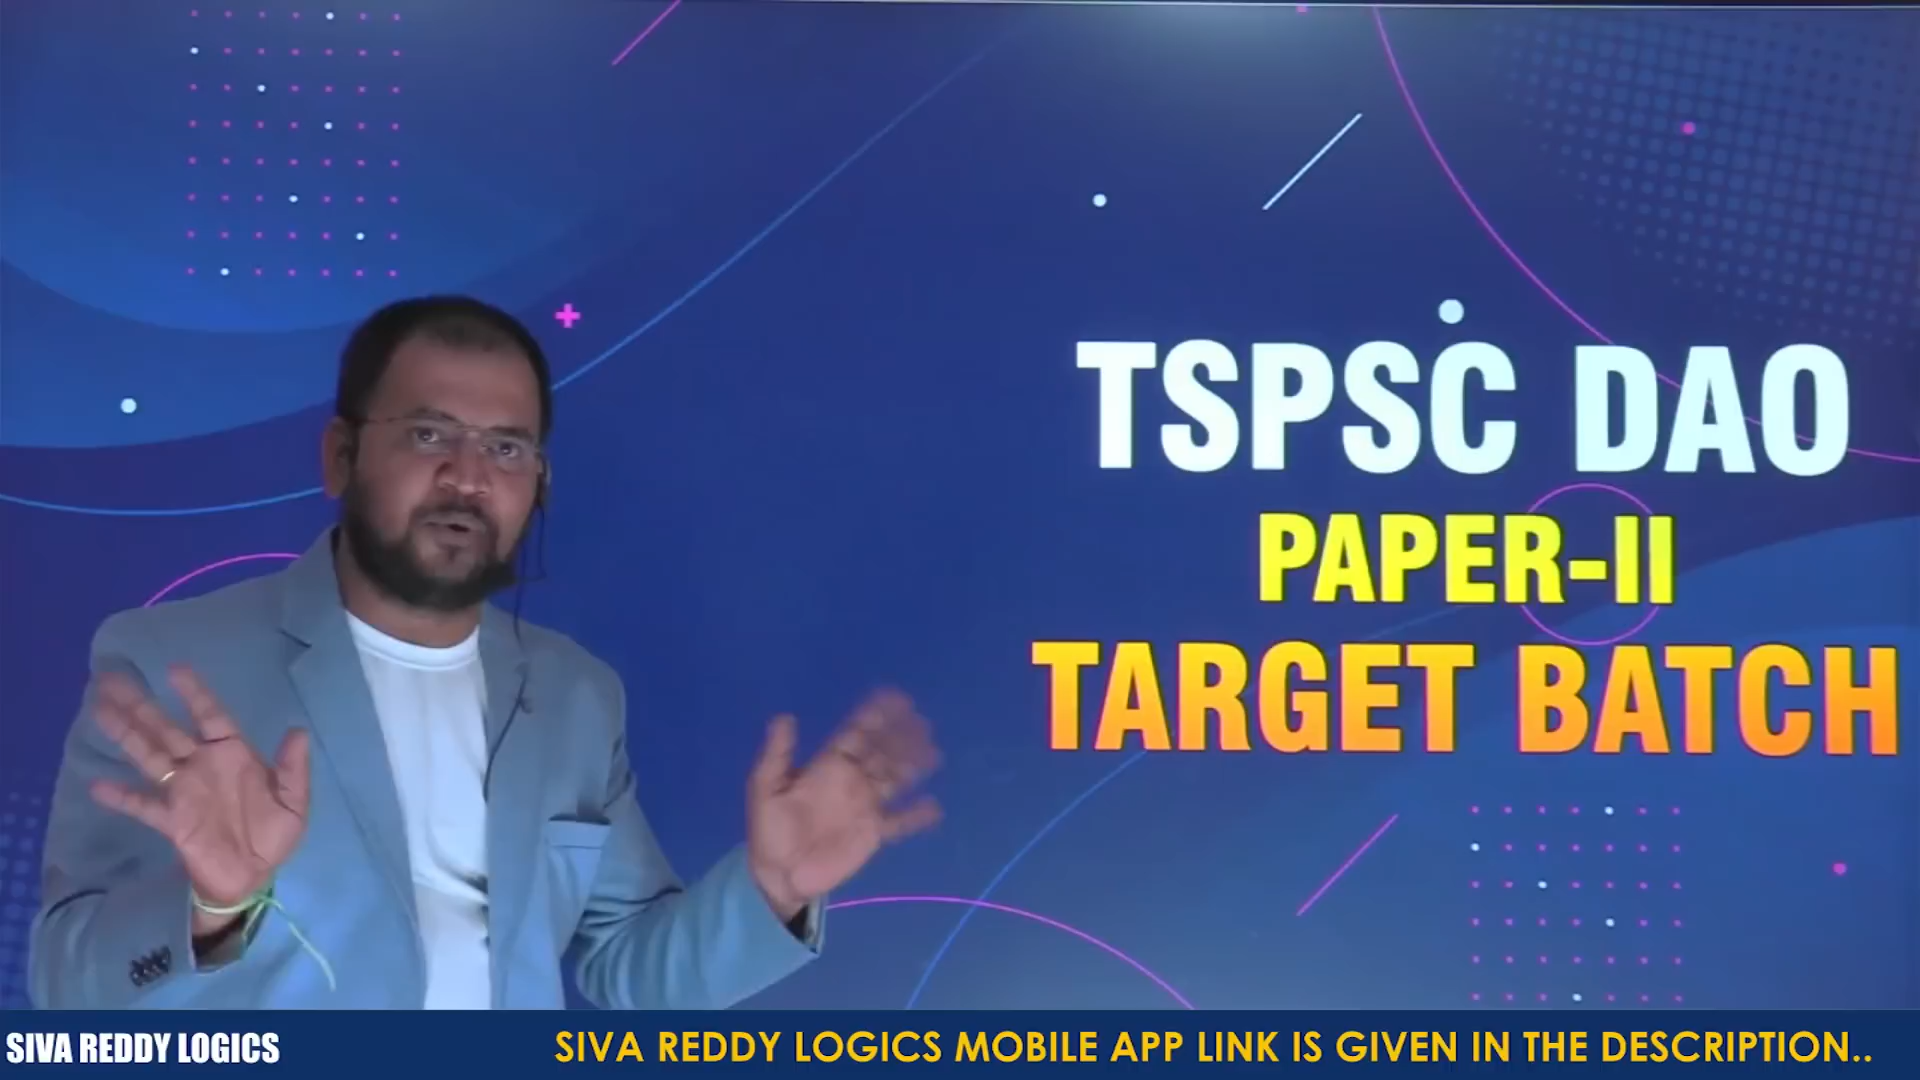 TSPSC DAO
PAPER-II
TARGET BATCH
SIVA REDDY LOGICS
SIVA REDDY LOGICS MOBILE APP LINK IS GIVEN IN THE DESCRIPTION..